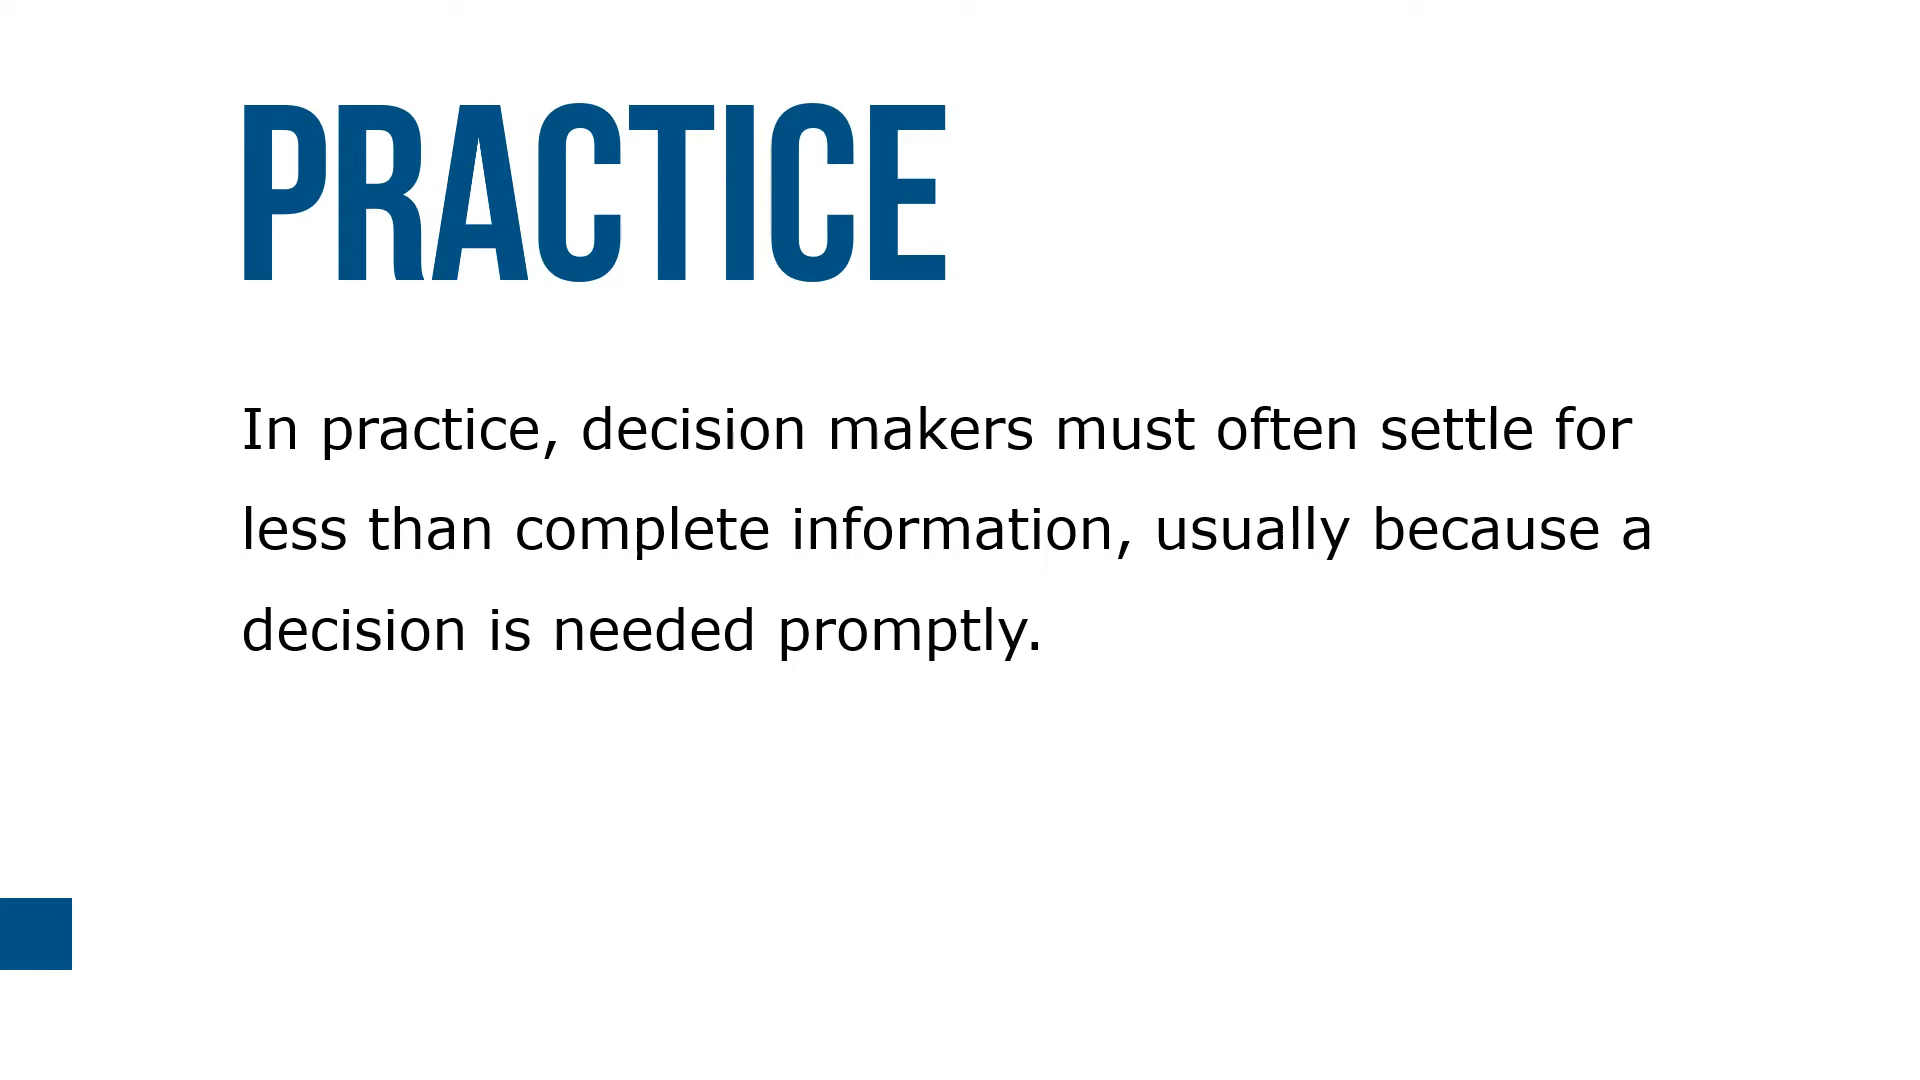 PRACTICE
In practice, decision makers must often settle for
less than complete information, usually because a
decision is needed promptly.